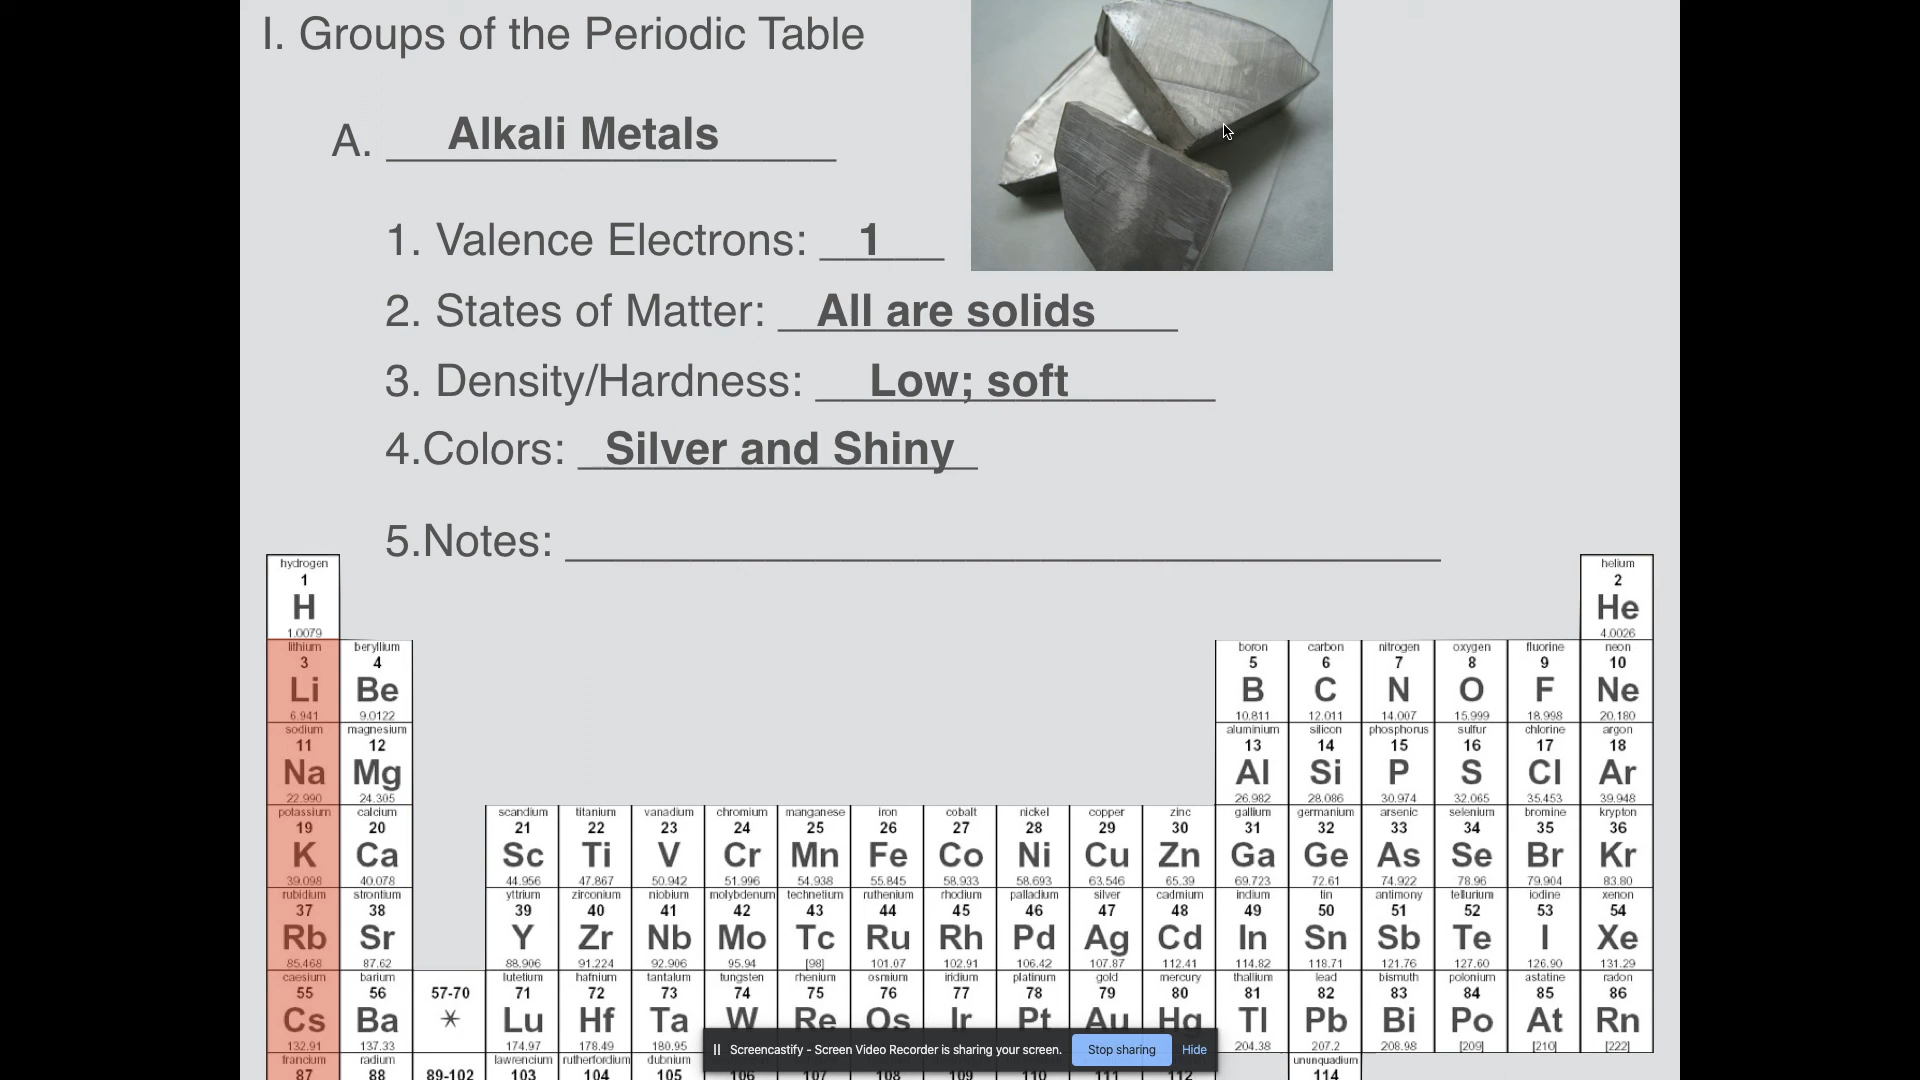 I. Groups of the Periodic Table
A. Alkali Metals
1. Valence Electrons: 1
2. States of Matter: All are solids
3. Density/Hardness: Low; soft
4.Colors: Silver and Shiny
5.Notes:
hydrogen helium
1 2
H He
1.0079 4.0026
lithium beryllium boron carbon nitrogen oxygen fluorine neon
3 4 5 6 7 8 9 10
Li Be B C N O F Ne
6.941 9.0122 10.811 12.011 14.007 15.999 18.998 20.180
sodium magnesium aluminium silicon phosphorus sulfur chlorine argon
11 12 13 14 15 16 17 18
Na Mg Al Si P S Cl Ar
22.990 24.305 26.982 28.086 30.974 32.065 35.453 39.948
potassium calcium scandium titanium vanadium chromium manganese iron cobalt nickel copper zinc gallium germanium arsenic selenium bromine krypton
19 20 21 22 23 24 25 26 27 28 29 30 31 32 33 34 35 36
K Ca Sc Ti V Cr Mn Fe Co Ni Cu Zn Ga Ge As Se Br Kr
39.098 40.078 44.956 47.867 50.942 51.996 54.938 55.845 58.933 58.693 63.546 65.39 69.723 72.61 74.922 78.96 79.904 83.80
rubidium strontium yttrium zirconium niobium molybdenum technetium ruthenium rhodium palladium silver cadmium indium tin antimony tellurium iodine xenon
37 38 39 40 41 42 43 44 45 46 47 48 49 50 51 52 53 54
Rb Sr Y Zr Nb Mo Tc Ru Rh Pd Ag Cd In Sn Sb Te I Xe
85.468 87.62 88.906 91.224 92.906 95.94 [98] 101.07 102.91 106.42 107.87 112.41 114.82 118.71 121.76 127.60 126.90 131.29
caesium barium lutetium hafnium tantalum tungsten rhenium osmium iridium platinum gold mercury thallium lead bismuth polonium astatine radon
55 56 57-70 71 72 73 74 75 76 77 78 79 80 81 82 83 84 85 86
Cs Ba * Lu Hf Ta W Re Os Ir Pt Au Hg Tl Pb Bi Po At Rn
132.91 137.33 174.97 178.49 180.95 204.38 207.2 208.98 [209] [210] [222]
Screencastify - Screen Video Recorder is sharing your screen. Stop sharing Hide
francium radium lawrencium rutherfordium dubnium ununquadium
87 88 89-102 103 104 105 106 107 108 109 110 111 112 114